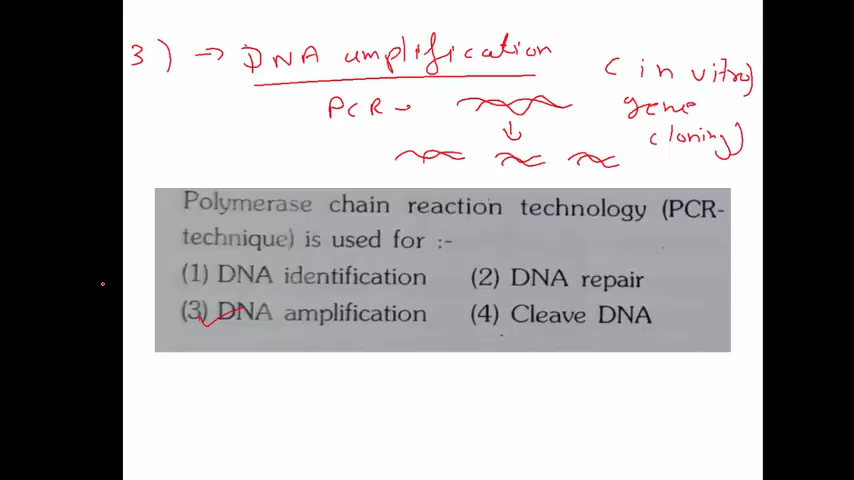 3) → DNA amplification
(in vitro)
PCR -
gene
cloning)
Polymerase chain reaction technology (PCR-
technique) is used for :-
(1) DNA identification (2) DNA repair
(3) DNA amplification (4) Cleave DNA